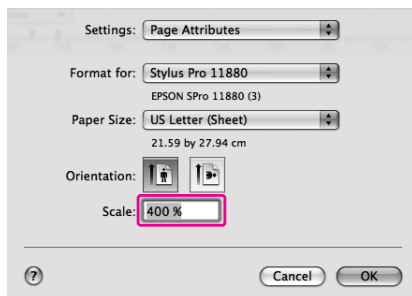 Settings: Page Attributes
Format for: Stylus Pro 11880
EPSON SPro 11880 (3)
Paper Size: US Letter (Sheet)
21.59 by 27.94 cm
Orientation:
Scale: 400 %
? Cancel OK